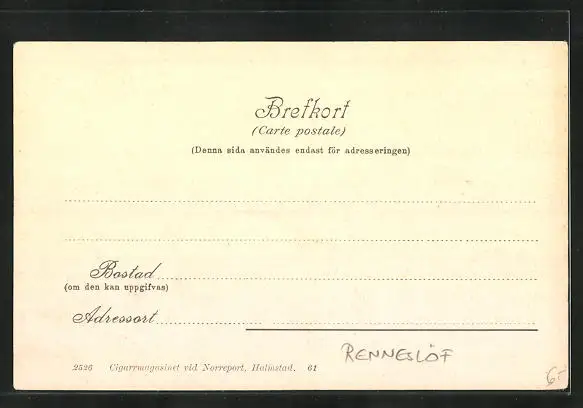 Brefkort
(Carte postale)
(Denna sida användes endast för adresseringen)
Bostad
(om den kan uppgifvas)
Adressort
RENNESLÖF
2526 Cigarrmagasinet vid Norreport, Halmstad. 61
6-